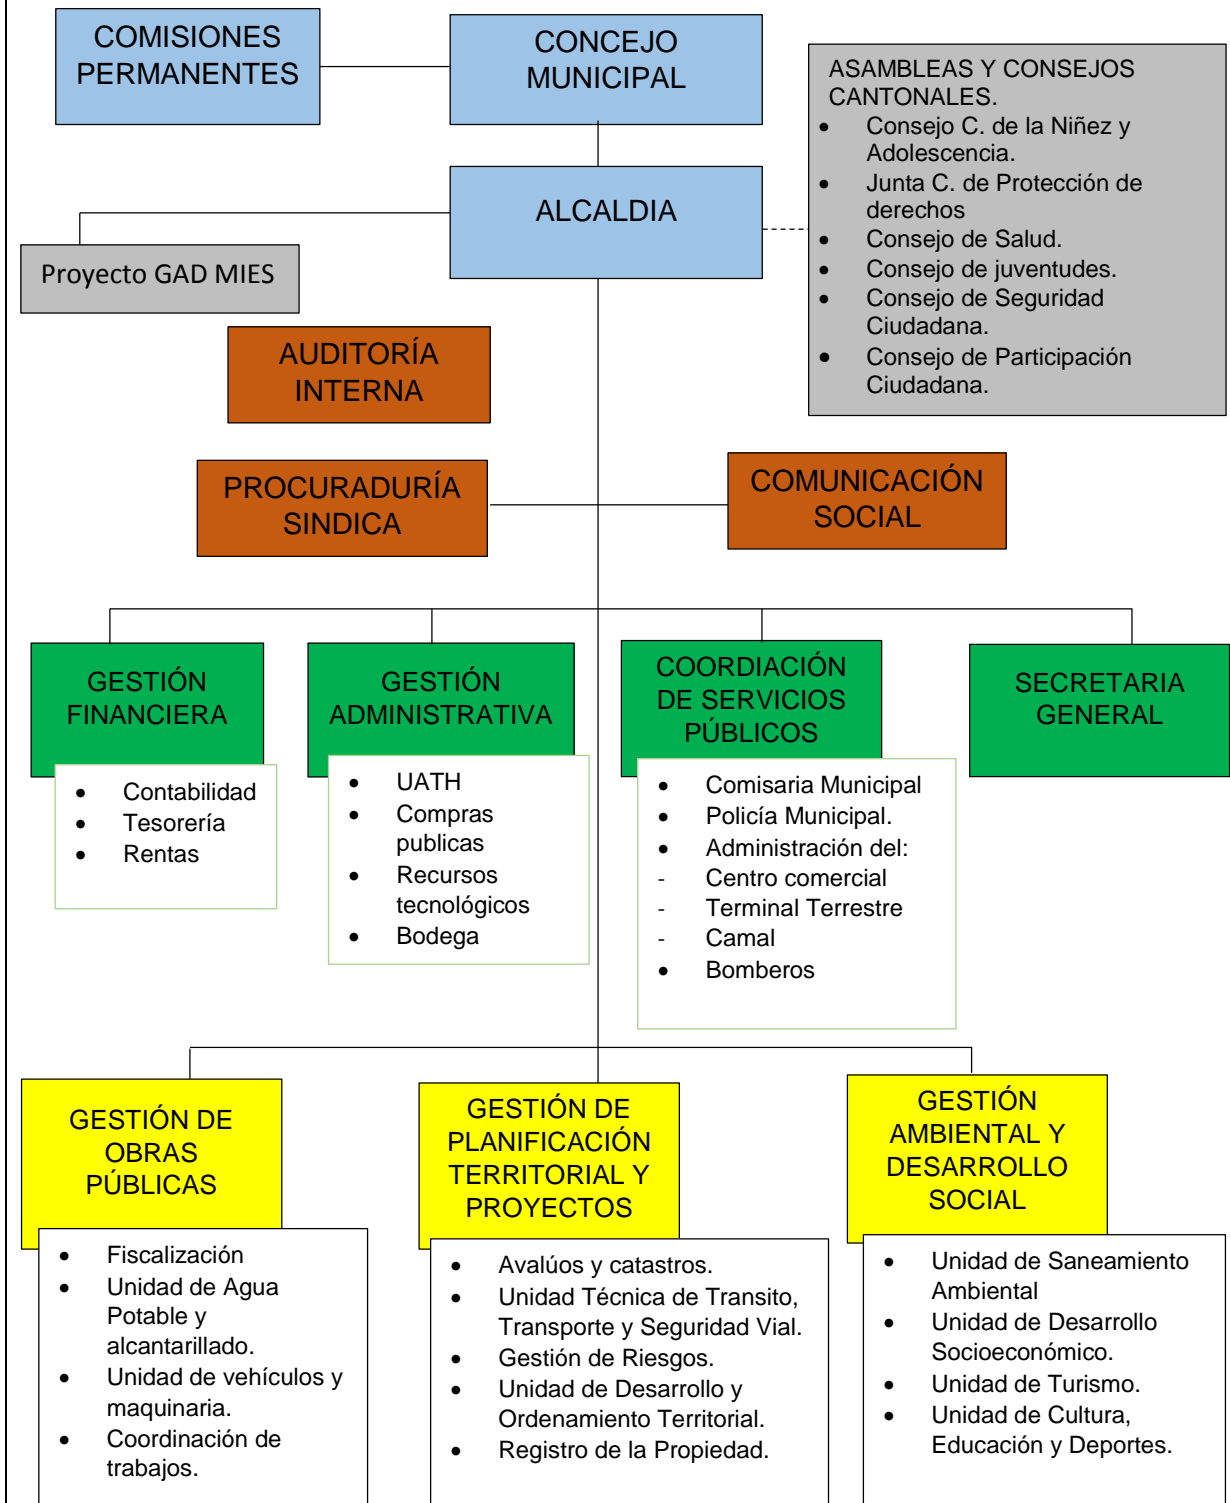 COMISIONES
PERMANENTES
CONCEJO
MUNICIPAL
ASAMBLEAS Y CONSEJOS
CANTONALES.
• Consejo C. de la Niñez y
Adolescencia.
• Junta C. de Protección de
derechos
• Consejo de Salud.
• Consejo de juventudes.
• Consejo de Seguridad
Ciudadana.
• Consejo de Participación
Ciudadana.
ALCALDIA
Proyecto GAD MIES
AUDITORÍA
INTERNA
PROCURADURÍA
SINDICA
COMUNICACIÓN
SOCIAL
GESTIÓN
FINANCIERA
• Contabilidad
• Tesorería
• Rentas
GESTIÓN
ADMINISTRATIVA
• UATH
• Compras
publicas
• Recursos
tecnológicos
• Bodega
COORDIACIÓN
DE SERVICIOS
PÚBLICOS
• Comisaria Municipal
• Policía Municipal.
• Administración del:
- Centro comercial
- Terminal Terrestre
- Camal
• Bomberos
SECRETARIA
GENERAL
GESTIÓN DE
OBRAS
PÚBLICAS
• Fiscalización
• Unidad de Agua
Potable y
alcantarillado.
• Unidad de vehículos y
maquinaria.
• Coordinación de
trabajos.
GESTIÓN DE
PLANIFICACIÓN
TERRITORIAL Y
PROYECTOS
• Avalúos y catastros.
• Unidad Técnica de Transito,
Transporte y Seguridad Vial.
• Gestión de Riesgos.
• Unidad de Desarrollo y
Ordenamiento Territorial.
• Registro de la Propiedad.
GESTIÓN
AMBIENTAL Y
DESARROLLO
SOCIAL
• Unidad de Saneamiento
Ambiental
• Unidad de Desarrollo
Socioeconómico.
• Unidad de Turismo.
• Unidad de Cultura,
Educación y Deportes.